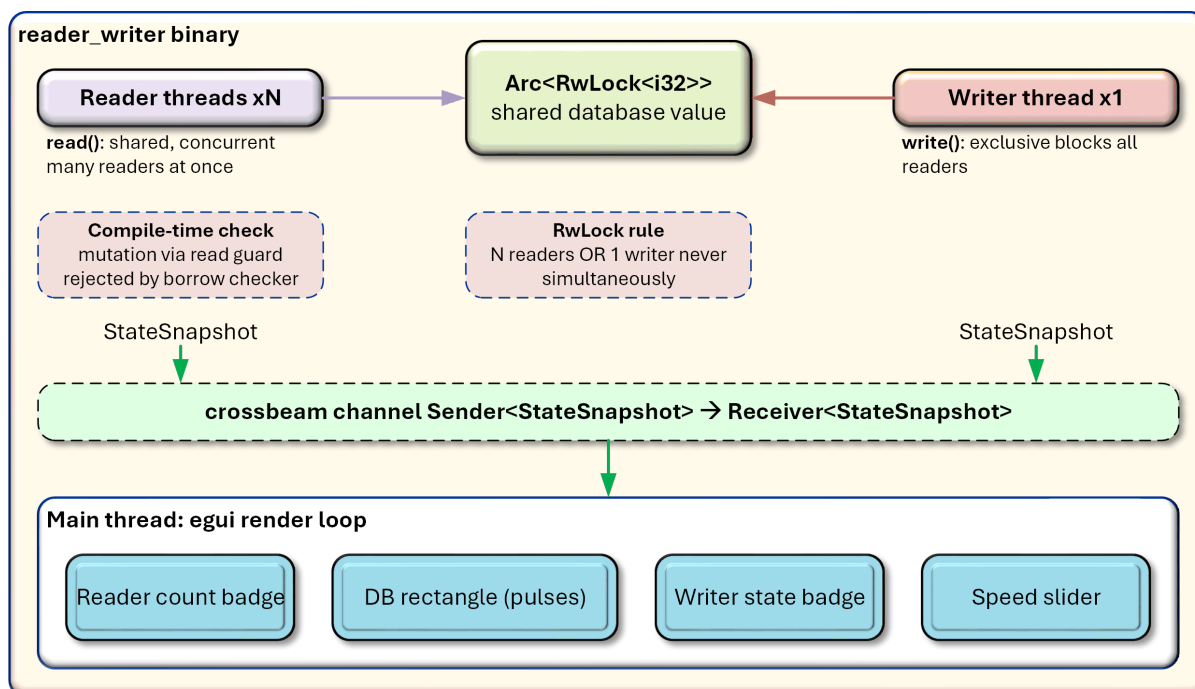 reader_writer binary
Reader threads xN
Arc<RwLock<i32>>
shared database value
Writer thread x1
read(): shared, concurrent
many readers at once
write(): exclusive blocks all
readers
Compile-time check
mutation via read guard
rejected by borrow checker
RwLock rule
N readers OR 1 writer never
simultaneously
StateSnapshot
StateSnapshot
crossbeam channel Sender<StateSnapshot> → Receiver<StateSnapshot>
Main thread: egui render loop
Reader count badge
DB rectangle (pulses)
Writer state badge
Speed slider